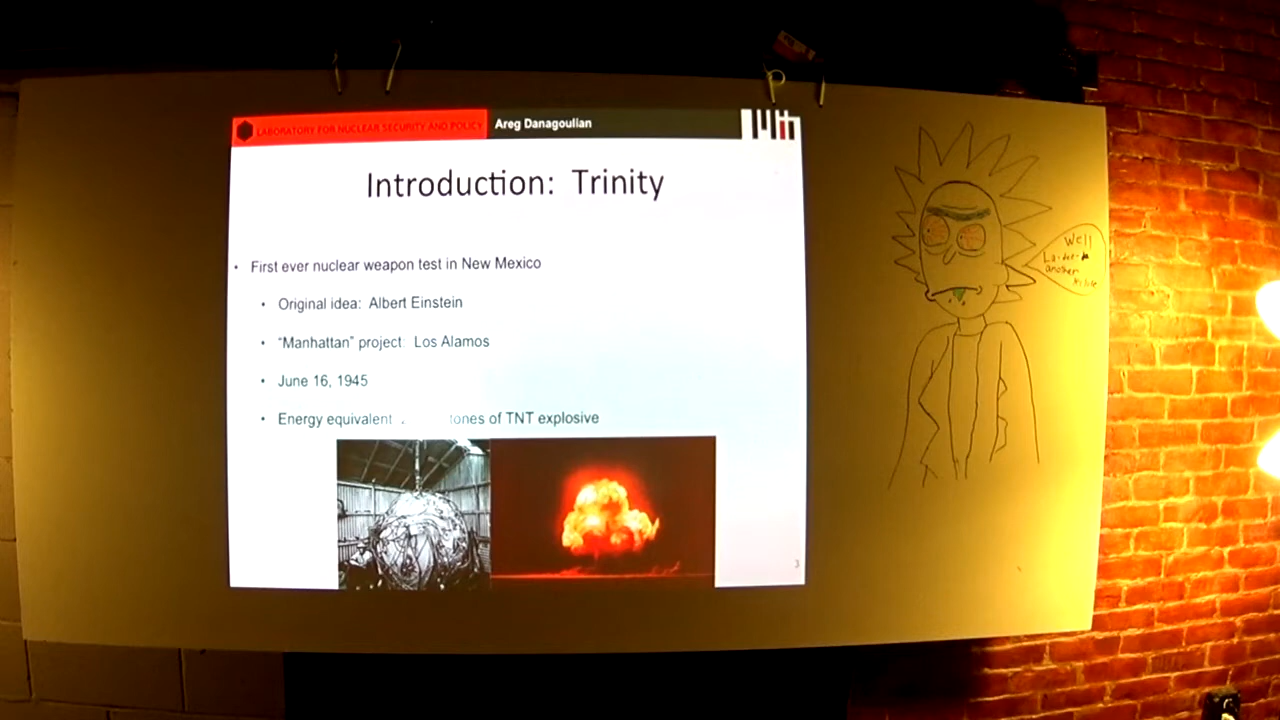 LABORATORY FOR NUCLEAR SECURITY AND POLICY
Areg Danagoulian
Introduction: Trinity
• First ever nuclear weapon test in New Mexico
• Original idea: Albert Einstein
• "Manhattan" project: Los Alamos
• June 16, 1945
• Energy equivalent
tones of TNT explosive
3
Well
another